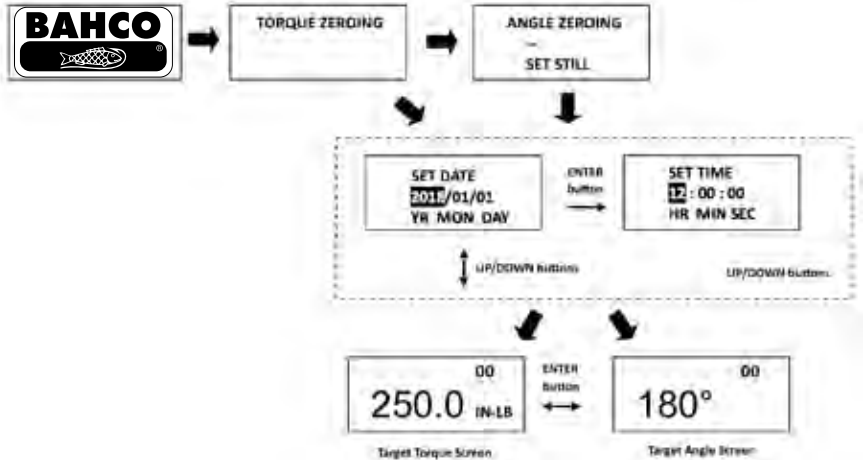 BAHCO
®
TORQUE ZEROING
ANGLE ZEROING
--
SET STILL
SET DATE
2018/01/01
YR MON DAY
ENTER
button
SET TIME
12 : 00 : 00
HR MIN SEC
UP/DOWN buttons
UP/DOWN buttons
00
250.0 IN-LB
ENTER
button
00
180°
Target Torque Screen
Target Angle Screen